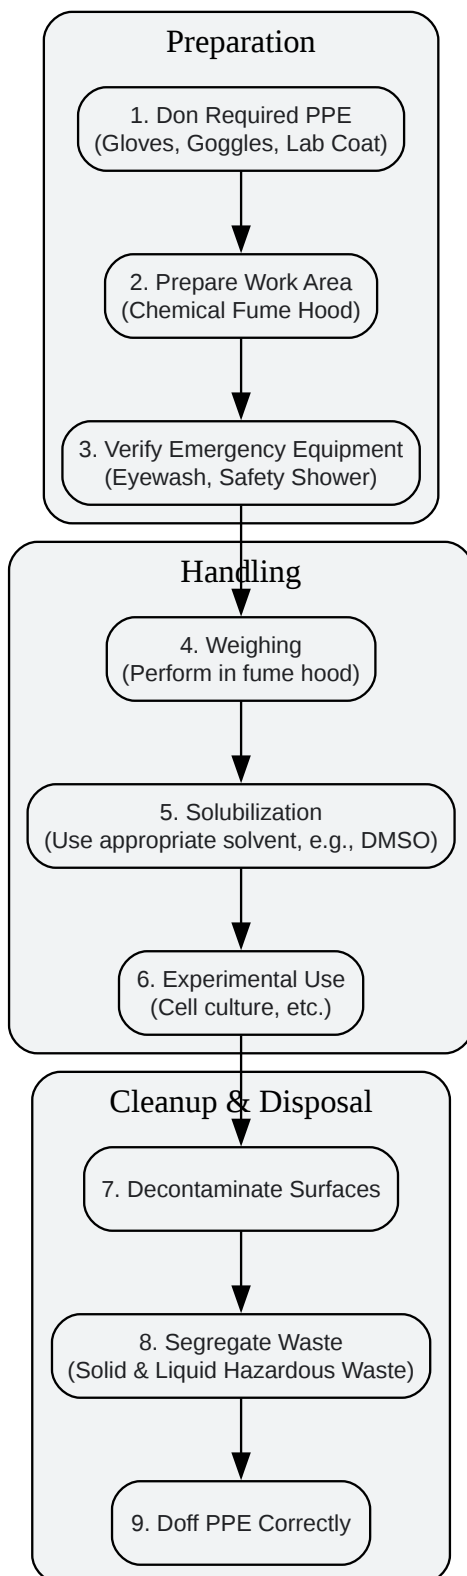 Preparation
1. Don Required PPE
(Gloves, Goggles, Lab Coat)
2. Prepare Work Area
(Chemical Fume Hood)
3. Verify Emergency Equipment
(Eyewash, Safety Shower)
Handling
4. Weighing
(Perform in fume hood)
5. Solubilization
(Use appropriate solvent, e.g., DMSO)
6. Experimental Use
(Cell culture, etc.)
Cleanup & Disposal
7. Decontaminate Surfaces
8. Segregate Waste
(Solid & Liquid Hazardous Waste)
9. Doff PPE Correctly